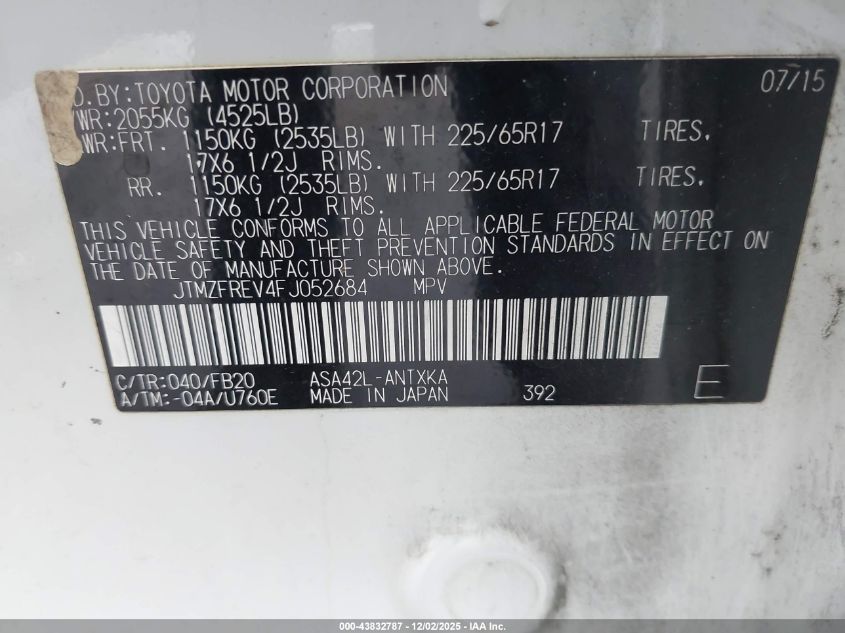 D. BY: TOYOTA MOTOR CORPORATION 07/15
WR: 2055KG (4525LB)
WR: FRT. 1150KG (2535LB) WITH 225/65R17 TIRES.
17X6 1/2J RIMS.
RR. 1150KG (2535LB) WITH 225/65R17 TIRES.
17X6 1/2J RIMS.
THIS VEHICLE CONFORMS TO ALL APPLICABLE FEDERAL MOTOR
VEHICLE SAFETY AND THEFT PREVENTION STANDARDS IN EFFECT ON
THE DATE OF MANUFACTURE SHOWN ABOVE.
JTMZFREV4FJ052684 MPV
C/TR: 040/FB20 ASA42L-ANTXKA
A/TM: -04A/U760E MADE IN JAPAN 392 E
000-43832787 - 12/02/2025 - IAA Inc.